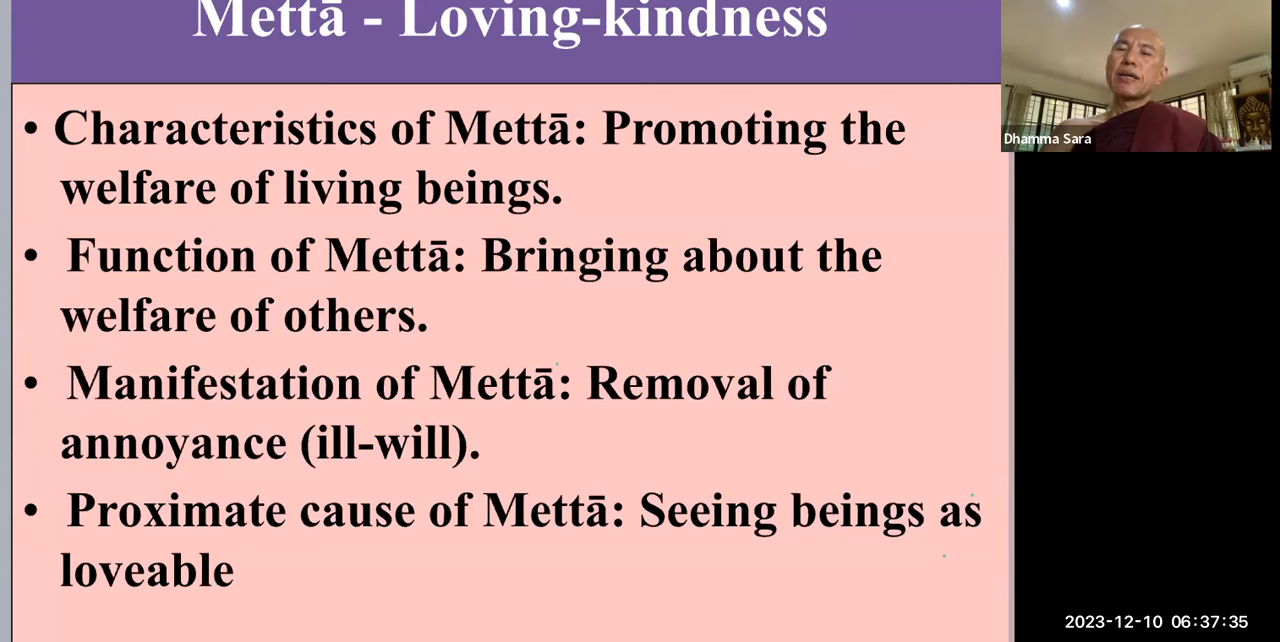 Mettā - Loving-kindness
• Characteristics of Mettā: Promoting the
welfare of living beings.
• Function of Mettā: Bringing about the
welfare of others.
• Manifestation of Mettā: Removal of
annoyance (ill-will).
• Proximate cause of Mettā: Seeing beings as
loveable
Dhamma Sara
2023-12-10 06:37:35